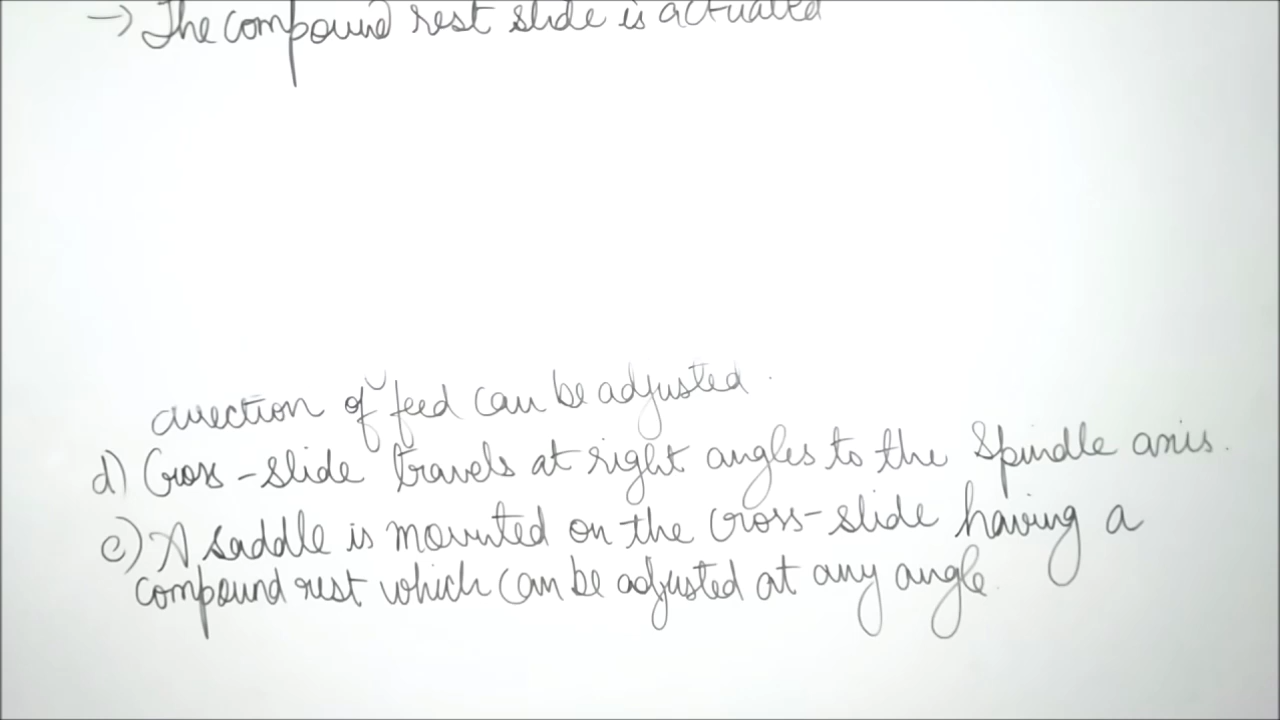 → The compound rest slide is actuated
direction of feed can be adjusted.
d) Cross-slide travels at right angles to the Spindle axis.
e) A saddle is mounted on the cross-slide having a
compound rest which can be adjusted at any angle.